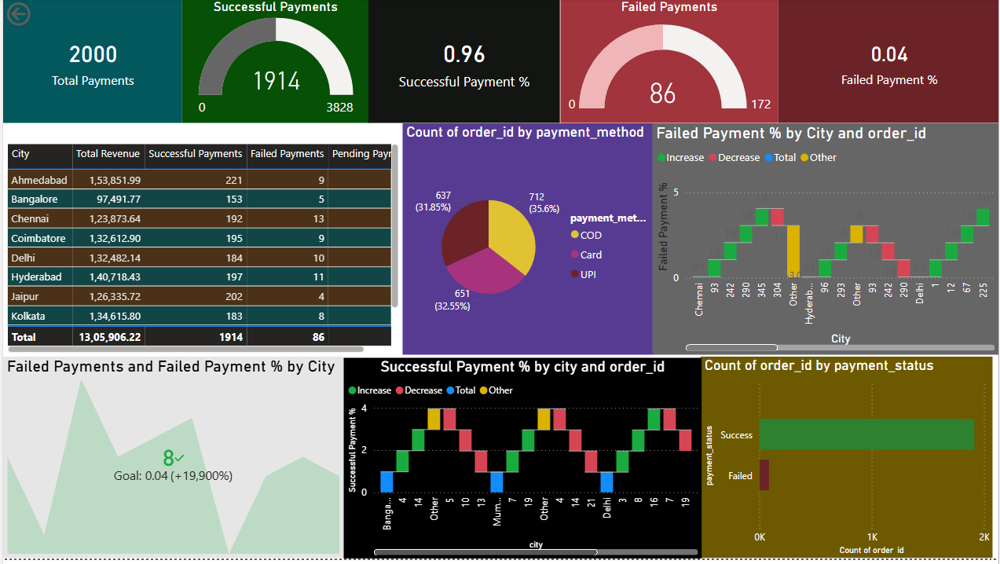 2000
Total Payments
Successful Payments
1914
0
3828
0.96
Successful Payment %
Failed Payments
86
0
172
0.04
Failed Payment %
City Total Revenue Successful Payments Failed Payments Pending Payr
Ahmedabad 1,53,851.99 221 9
Bangalore 97,491.77 153 5
Chennai 1,23,873.64 192 13
Coimbatore 1,32,612.90 195 9
Delhi 1,32,482.14 184 10
Hyderabad 1,40,718.43 197 11
Jaipur 1,26,335.72 202 4
Kolkata 1,34,615.80 183 8
Total 13,05,906.22 1914 86
Count of order_id by payment_method
637
(31.85%)
712
(35.6%)
651
(32.55%)
payment_met...
COD
Card
UPI
Failed Payment % by City and order_id
Increase Decrease Total Other
Failed Payment %
5
0
Chennai 93 242 290 345 304 Other Hyderab... 96 293 Other 93 242 290 Delhi 1 12 67 225
City
Failed Payments and Failed Payment % by City
8
Goal: 0.04 (+19,900%)
Successful Payment % by city and order_id
Increase Decrease Total Other
Successful Payment %
4
2
0
Banga... 4 14 Other 5 10 13 Mum... 7 19 Other 4 14 21 Delhi 3 8 16 7 19
city
Count of order_id by payment_status
payment_status
Success
Failed
0K 1K 2K
Count of order_id